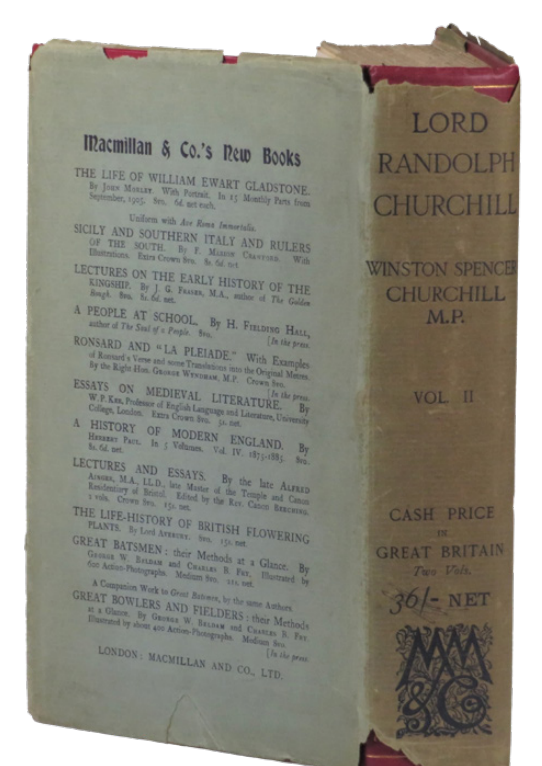 Macmillan & Co.'s New Books
THE LIFE OF WILLIAM EWART GLADSTONE.
By JOHN MORLEY. With Portrait. In 15 Monthly Parts from
September, 1905. 8vo. 6d. net each.
Uniform with Ave Roma Immortalis.
SICILY AND SOUTHERN ITALY AND RULERS
OF THE SOUTH. By F. MARION CRAWFORD. With
Illustrations. Extra Crown 8vo. 8s. 6d. net
LECTURES ON THE EARLY HISTORY OF THE
KINGSHIP. By J. G. FRASER, M.A., author of The Golden
Bough. 8vo. 8s. 6d. net.
A PEOPLE AT SCHOOL. By H. FIELDING HALL,
author of The Soul of a People. 8vo. [In the press.
RONSARD AND "LA PLEIADE." With Examples
of Ronsard's Verse and some Translations into the Original Metres.
By the Right Hon. GEORGE WYNDHAM, M.P. Crown 8vo.
[In the press.
ESSAYS ON MEDIEVAL LITERATURE. By
W. P. KER, Professor of English Language and Literature, University
College, London. Extra Crown 8vo. 5s. net.
A HISTORY OF MODERN ENGLAND. By
HERBERT PAUL. In 5 Volumes. Vol. IV. 1875-1885. 8vo.
8s. 6d. net.
LECTURES AND ESSAYS. By the late ALFRED
AINGER, M.A., LL.D., late Master of the Temple and Canon
Residentiary of Bristol. Edited by the REV. CANON BEECHING.
2 vols. Crown 8vo. 15s. net.
THE LIFE-HISTORY OF BRITISH FLOWERING
PLANTS. By LORD AVEBURY. 8vo. 15s. net.
GREAT BATSMEN: their Methods at a Glance. By
GEORGE W. BELDAM and CHARLES B. FRY. Illustrated by
600 Action-Photographs. Medium 8vo. 21s. net.
A Companion Work to Great Batsmen, by the same Authors.
GREAT BOWLERS AND FIELDERS: their Methods
at a Glance. By GEORGE W. BELDAM and CHARLES B. FRY.
Illustrated by about 400 Action-Photographs. Medium 8vo.
[In the press.
LONDON: MACMILLAN AND CO., LTD.
LORD
RANDOLPH
CHURCHILL
WINSTON SPENCER
CHURCHILL
M.P.
VOL II
CASH PRICE
IN
GREAT BRITAIN
Two Vols.
36/- NET
MM
& Co